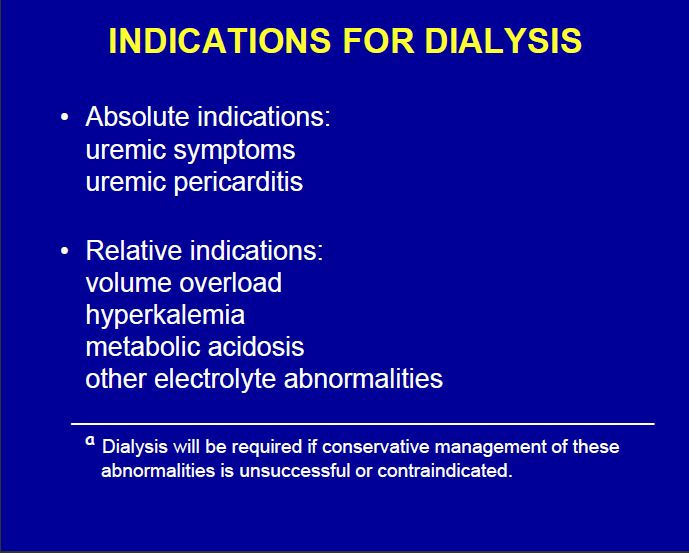 INDICATIONS FOR DIALYSIS
• Absolute indications:
uremic symptoms
uremic pericarditis
• Relative indications:
volume overload
hyperkalemia
metabolic acidosis
other electrolyte abnormalities
a Dialysis will be required if conservative management of these
abnormalities is unsuccessful or contraindicated.